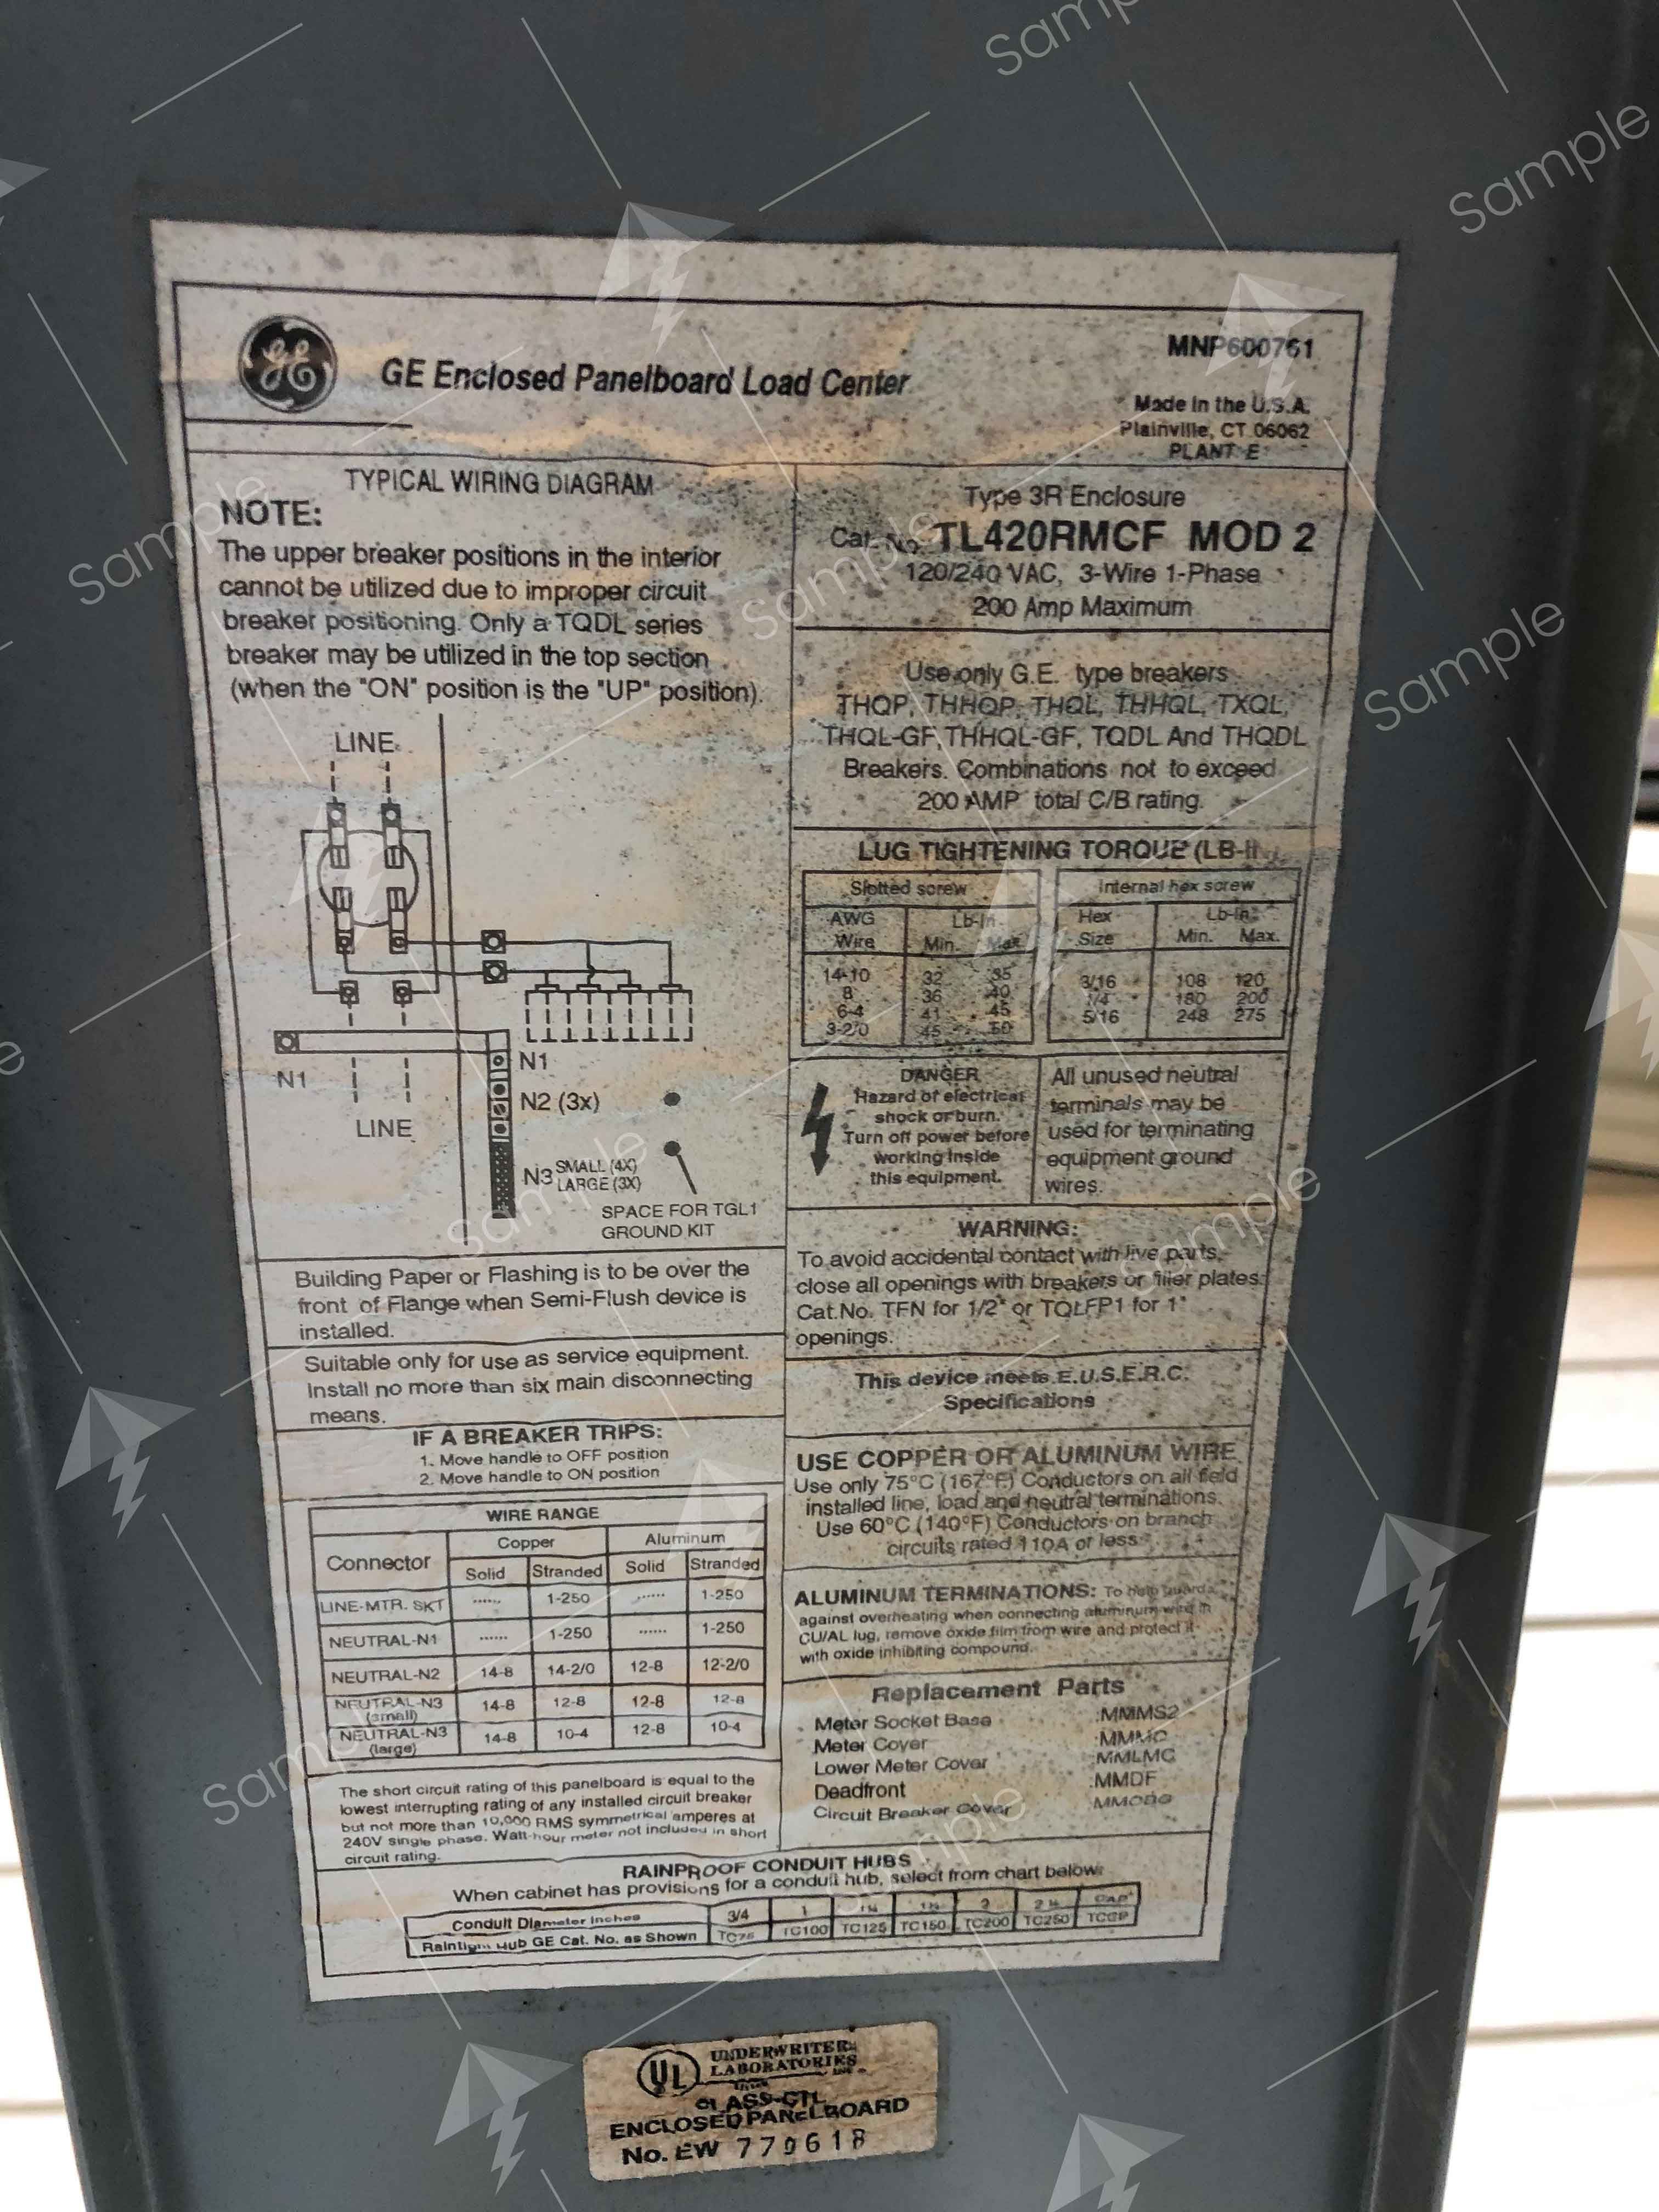 GE
GE Enclosed Panelboard Load Center
MNP600761
Made in the U.S.A.
Plainville, CT 06062
PLANT E
TYPICAL WIRING DIAGRAM
NOTE:
The upper breaker positions in the interior
cannot be utilized due to improper circuit
breaker positioning. Only a TQDL series
breaker may be utilized in the top section
(when the "ON" position is the "UP" position).
LINE
N1
LINE
N1
N2 (3x)
N3 SMALL (4X)
LARGE (3X)
SPACE FOR TGL1
GROUND KIT
Building Paper or Flashing is to be over the
front of Flange when Semi-Flush device is
installed.
Suitable only for use as service equipment.
Install no more than six main disconnecting
means.
IF A BREAKER TRIPS:
1. Move handle to OFF position
2. Move handle to ON position
WIRE RANGE
Connector Copper Aluminum
Solid Stranded Solid Stranded
LINE-MTR. SKT ...... 1-250 ...... 1-250
NEUTRAL-N1 ...... 1-250 ...... 1-250
NEUTRAL-N2 14-8 14-2/0 12-8 12-2/0
NEUTRAL-N3 (small) 14-8 12-8 12-8 12-8
NEUTRAL-N3 (large) 14-8 10-4 12-8 10-4
The short circuit rating of this panelboard is equal to the
lowest interrupting rating of any installed circuit breaker
but not more than 10,000 RMS symmetrical amperes at
240V single phase. Watt-hour meter not included in short
circuit rating.
Type 3R Enclosure
Cat. No. TL420RMCF MOD 2
120/240 VAC, 3-Wire 1-Phase
200 Amp Maximum
Use only G.E. type breakers
THQP, THHQP, THQL, THHQL, TXQL,
THQL-GF, THHQL-GF, TQDL And THQDL
Breakers. Combinations not to exceed
200 AMP total C/B rating.
LUG TIGHTENING TORQUE (LB-IN
Slotted screw
AWG Wire Lb-In. Min. Max.
14-10 32 35
8 36 40
6-4 41 45
3-2/0 45 50
Internal hex screw
Hex Size Lb-In. Min. Max.
3/16 108 120
1/4 180 200
5/16 248 275
DANGER
Hazard of electrical
shock or burn.
Turn off power before
working inside
this equipment.
All unused neutral
terminals may be
used for terminating
equipment ground
wires.
WARNING:
To avoid accidental contact with live parts,
close all openings with breakers or filler plates:
Cat.No. TFN for 1/2" or TQLFP1 for 1"
openings.
This device meets E.U.S.E.R.C.
Specifications
USE COPPER OR ALUMINUM WIRE
Use only 75°C (167°F) Conductors on all field
installed line, load and neutral terminations.
Use 60°C (140°F) Conductors on branch
circuits rated 110A or less
ALUMINUM TERMINATIONS: To help guard
against overheating when connecting aluminum wire in
CU/AL lug, remove oxide film from wire and protect it
with oxide inhibiting compound.
Replacement Parts
Meter Socket Base MMMS2
Meter Cover MMMC
Lower Meter Cover MMLMC
Deadfront MMDF
Circuit Breaker Cover
RAINPROOF CONDUIT HUBS
When cabinet has provisions for a conduit hub, select from chart below:
Conduit Diameter Inches 3/4 1 1¼ 1½ 2 2½ CAP
Raintight Hub GE Cat. No. as Shown TC75 TC100 TC125 TC150 TC200 TC250 TCCP
UL
UNDERWRITERS
LABORATORIES
INC.
CLASS-CTL
ENCLOSED PANELBOARD
No. EW 770618
Sample
Sample
Sample
Sample
Sample
Sample
Sample
Sample
Sample
Sample